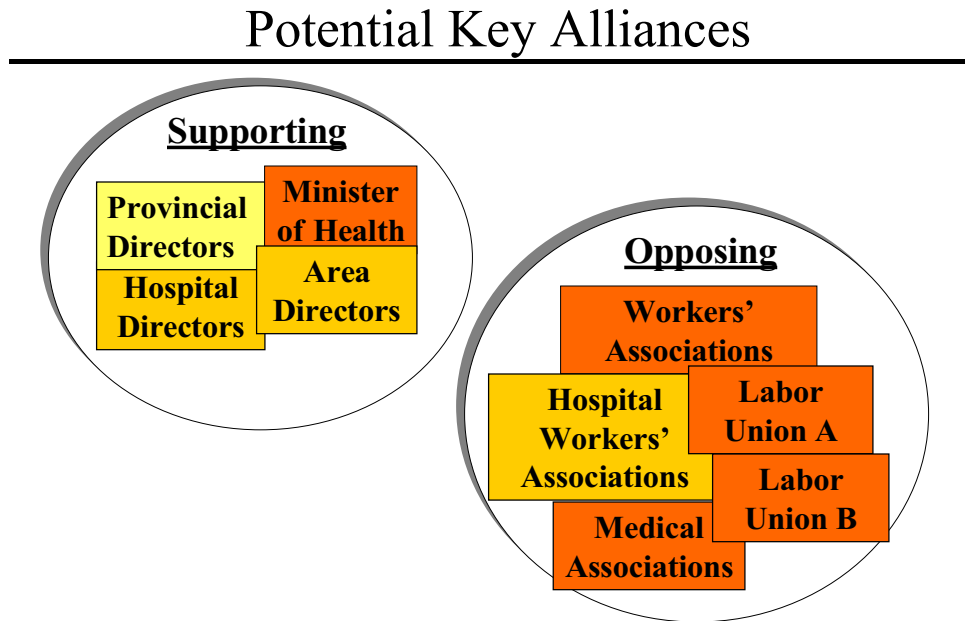 Potential Key Alliances
Supporting
Provincial
Directors
Minister
of Health
Hospital
Directors
Area
Directors
Opposing
Workers’
Associations
Hospital
Workers’
Associations
Labor
Union A
Labor
Union B
Medical
Associations